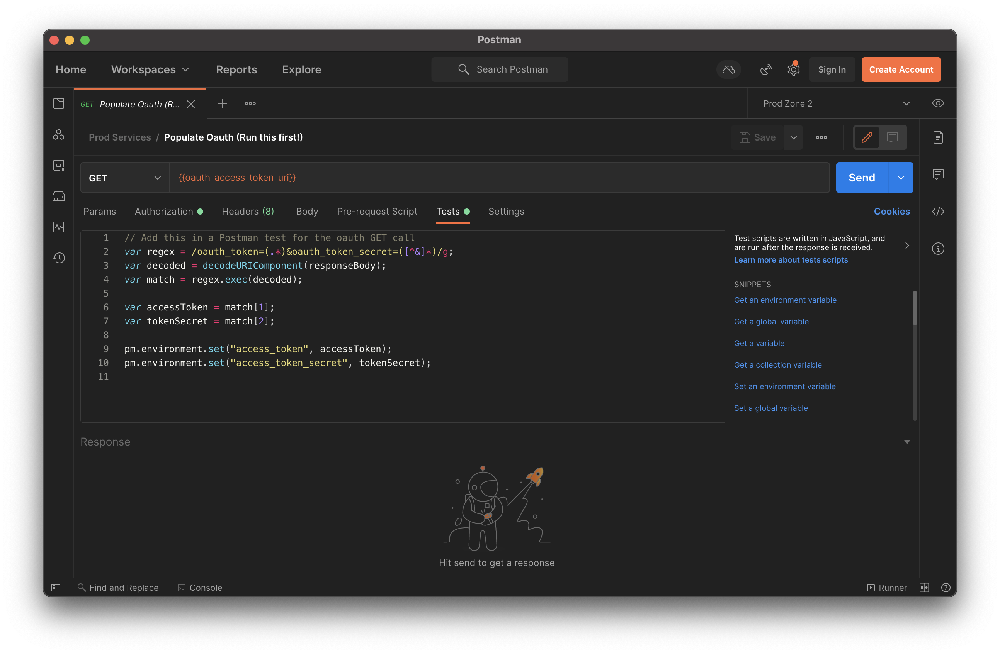 Postman
Home Workspaces Reports Explore Search Postman Sign In Create Account
GET Populate Oauth (R... Prod Zone 2
Prod Services / Populate Oauth (Run this first!) Save
GET {{oauth_access_token_uri}} Send
Params Authorization Headers (8) Body Pre-request Script Tests Settings Cookies
1 // Add this in a Postman test for the oauth GET call
2 var regex = /oauth_token=(.*)&oauth_token_secret=([^&]*)/g;
3 var decoded = decodeURIComponent(responseBody);
4 var match = regex.exec(decoded);
5
6 var accessToken = match[1];
7 var tokenSecret = match[2];
8
9 pm.environment.set("access_token", accessToken);
10 pm.environment.set("access_token_secret", tokenSecret);
11
Test scripts are written in JavaScript, and
are run after the response is received.
Learn more about tests scripts
SNIPPETS
Get an environment variable
Get a global variable
Get a variable
Get a collection variable
Set an environment variable
Set a global variable
Response
Hit send to get a response
Find and Replace Console Runner